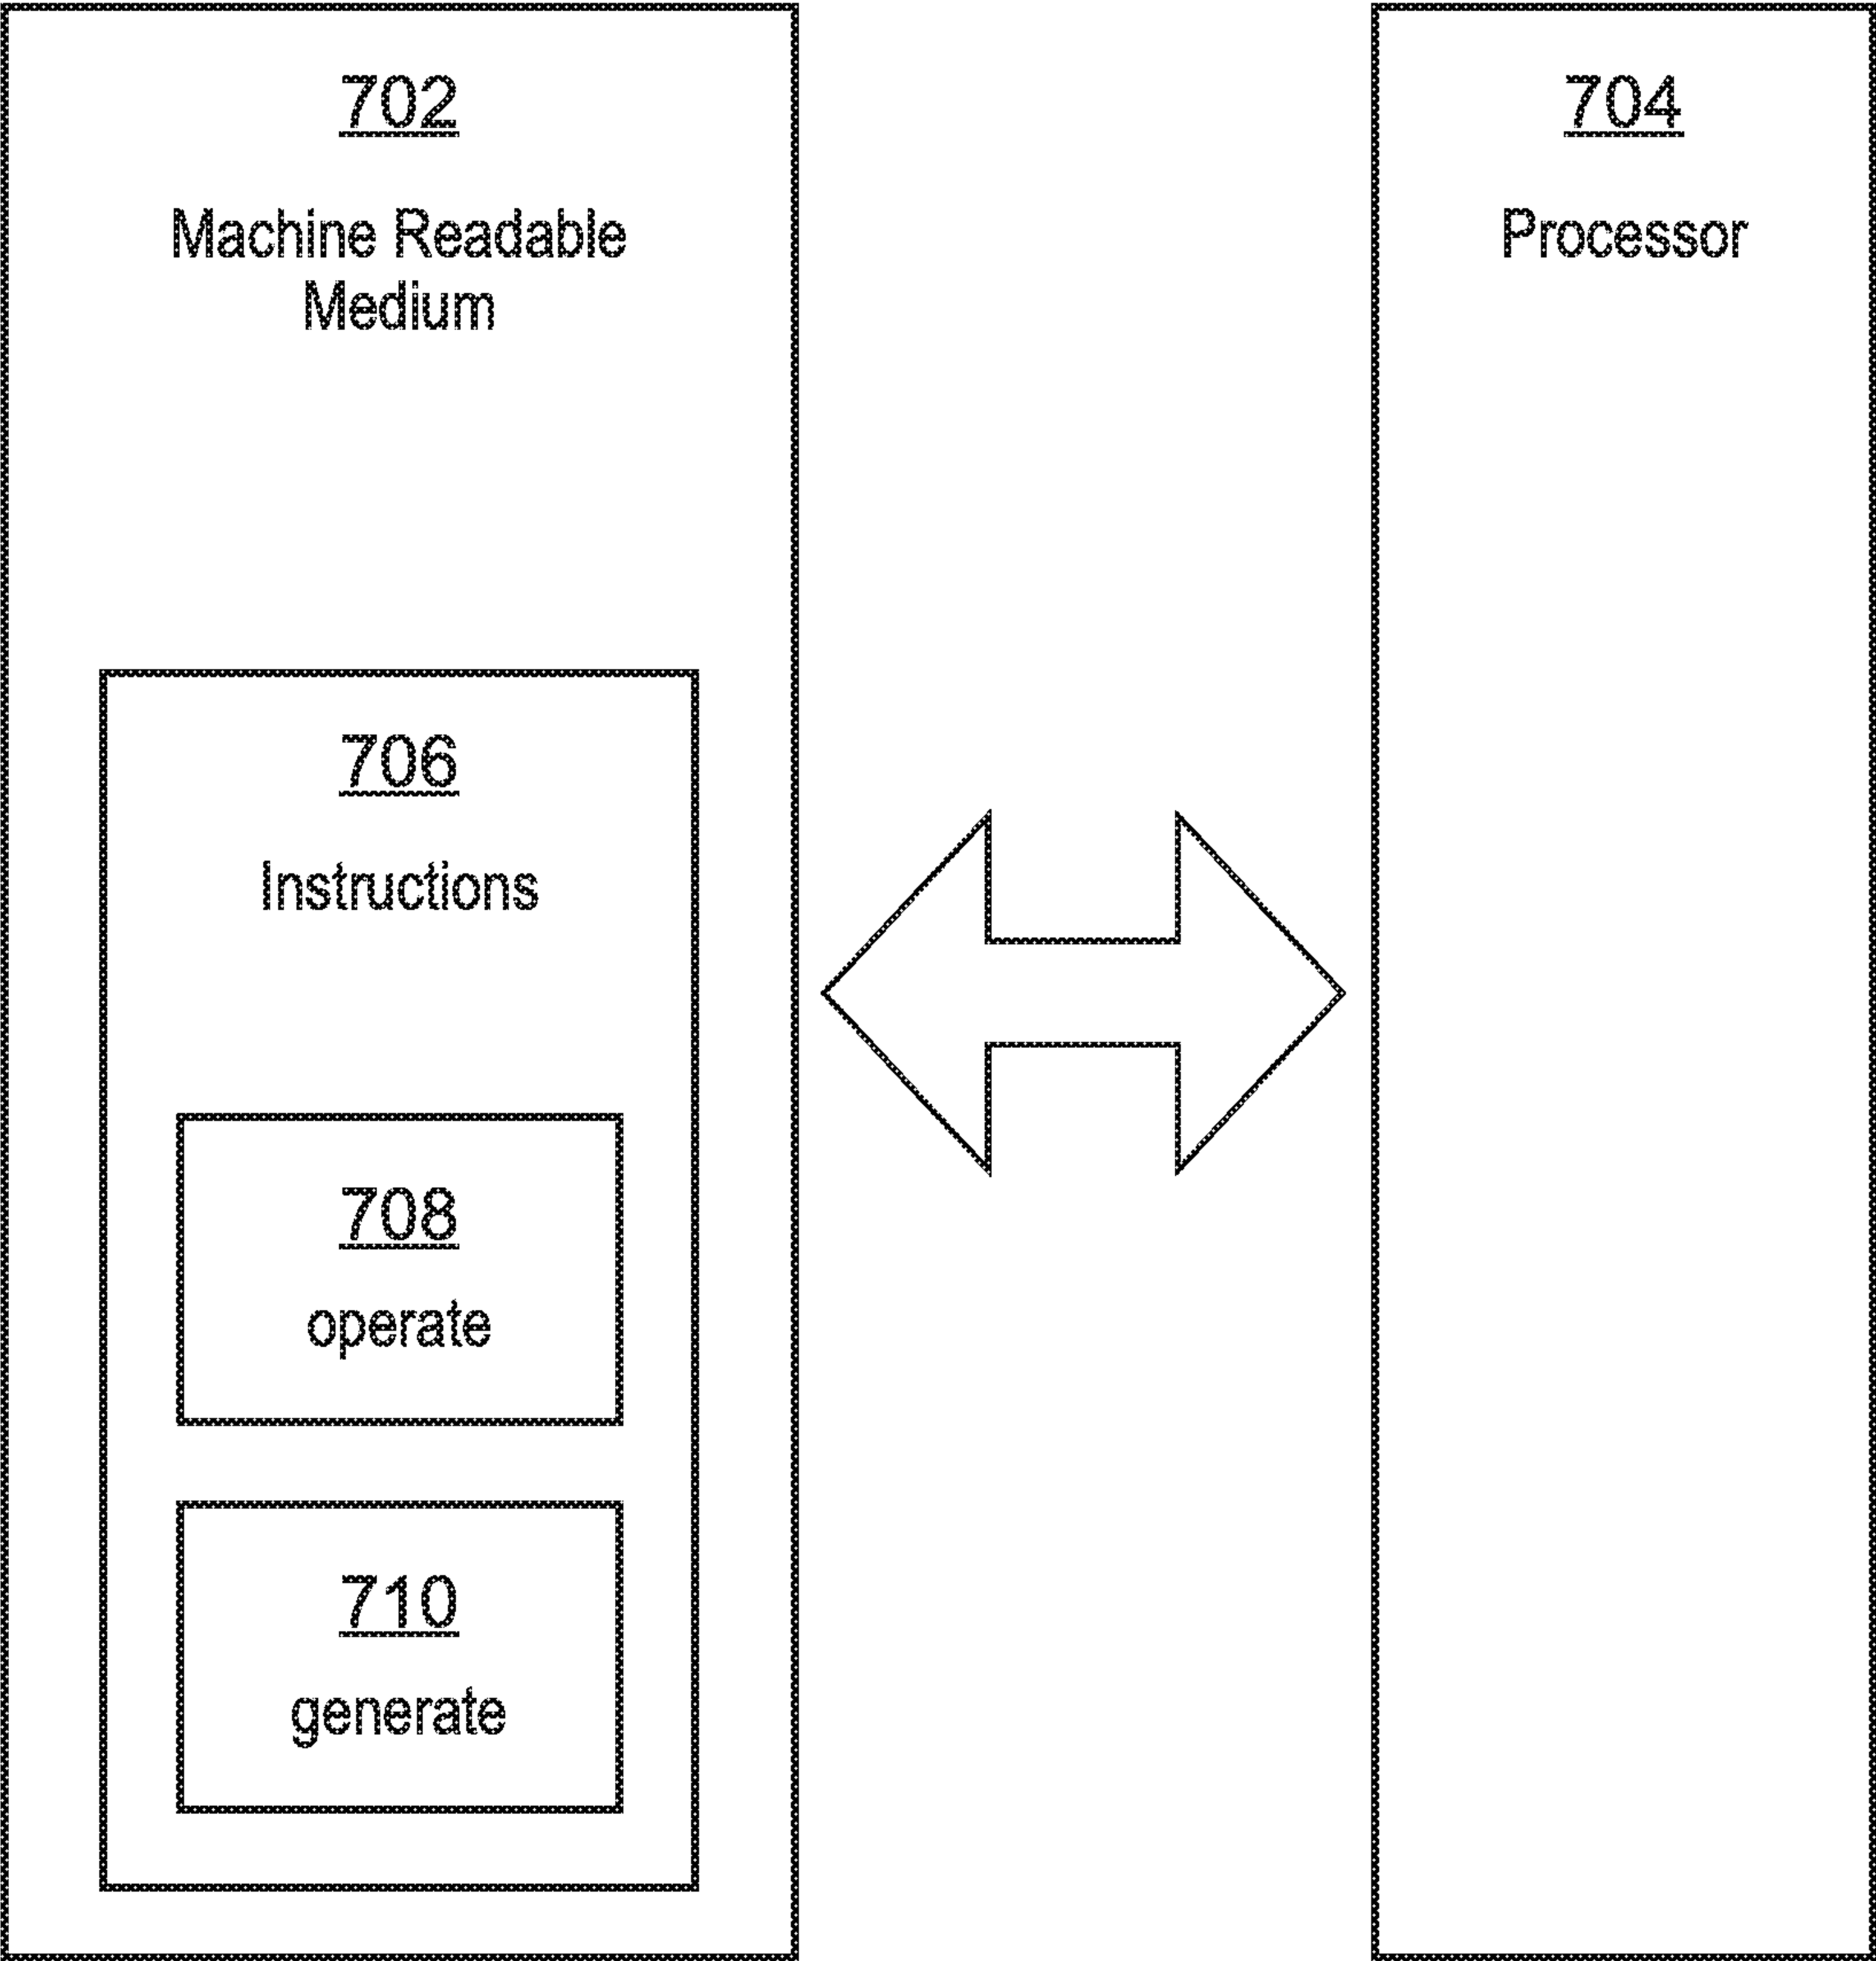 702
Machine Readable
Medium
704
Processor
706
Instructions
708
operate
710
generate